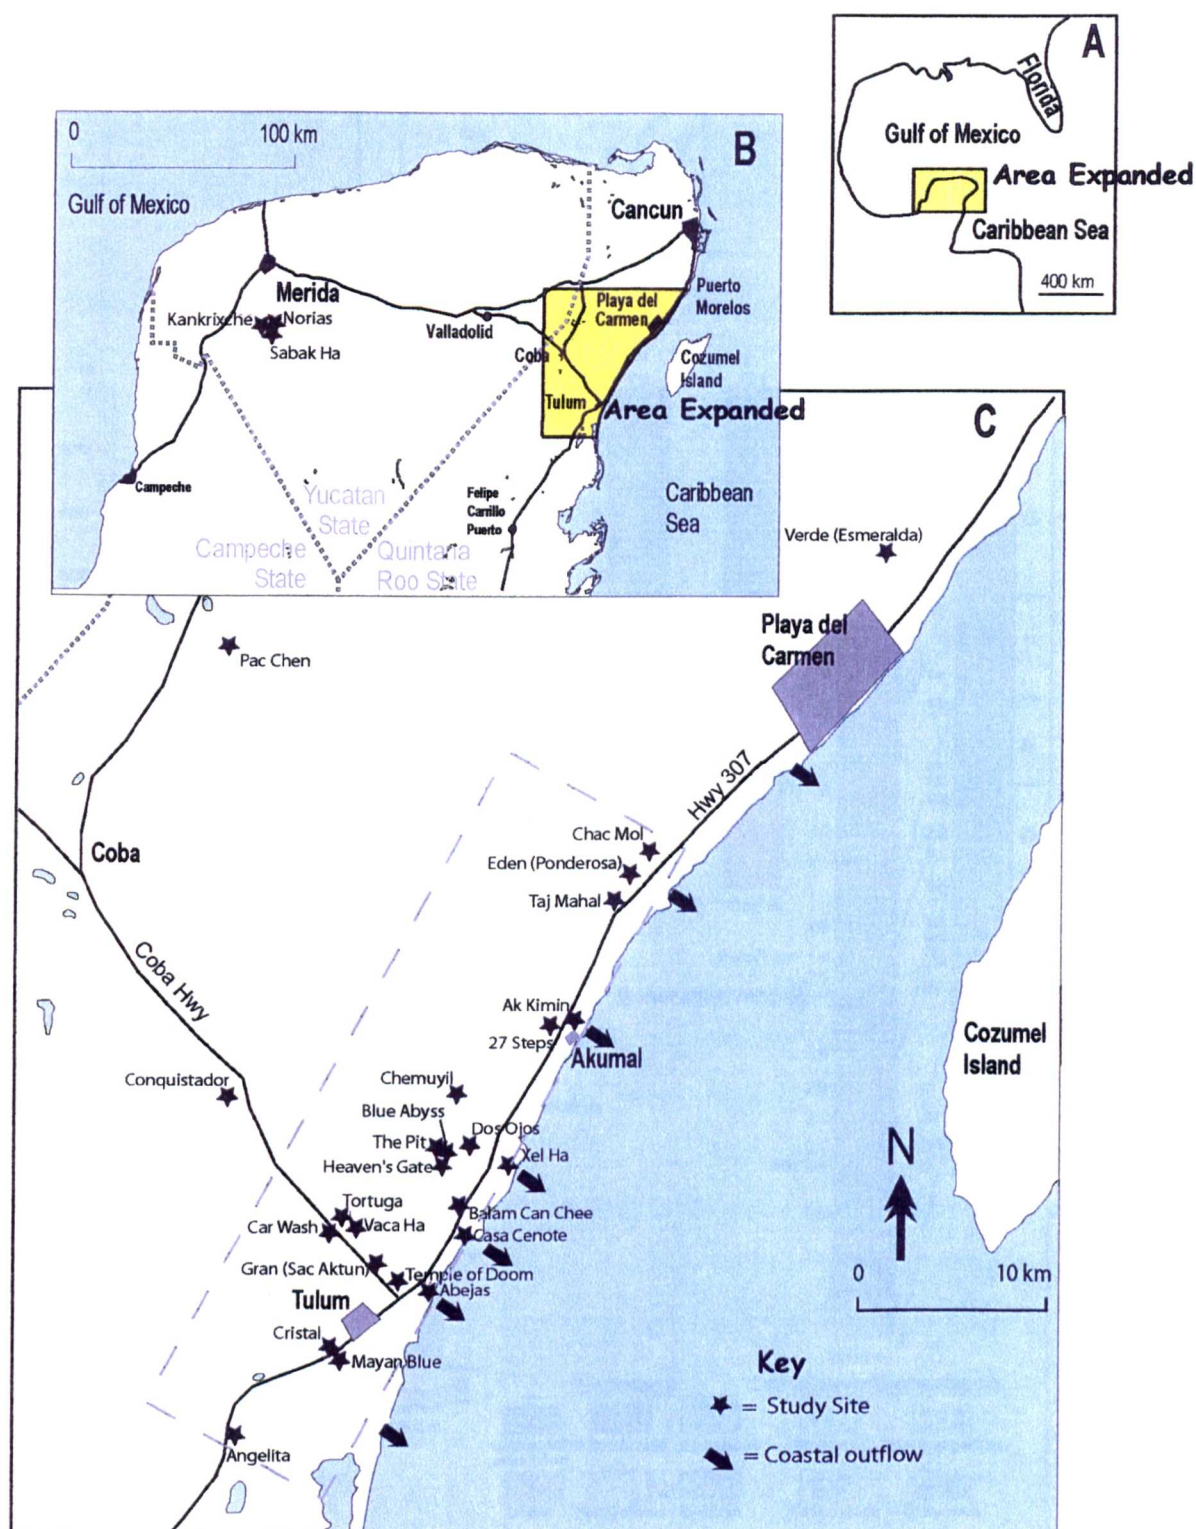 A
Florida
Gulf of Mexico
Area Expanded
Caribbean Sea
400 km
0 100 km
B
Gulf of Mexico
Cancun
Merida
Kankrixche
Norias
Sabak Ha
Valladolid
Playa del
Carmen
Puerto
Morelos
Coba
Cozumel
Island
Tulum
Area Expanded
Campeche
Yucatan
State
Campeche
State
Quintana
Roo State
Felipe
Carrillo
Puerto
Caribbean
Sea
C
Verde (Esmeralda)
Playa del
Carmen
Pac Chen
Hwy 307
Chac Mol
Eden (Ponderosa)
Taj Mahal
Coba
Coba Hwy
Ak Kimin
27 Steps
Akumal
Cozumel
Island
Conquistador
Chemuyil
Blue Abyss
The Pit
Dos Ojos
Heaven's Gate
Xel Ha
Tortuga
Car Wash
Vaca Ha
Balam Can Chee
Casa Cenote
Gran (Sac Aktun)
Temple of Doom
Abejas
Tulum
Cristal
Mayan Blue
Angelita
N
0 10 km
Key
= Study Site
= Coastal outflow